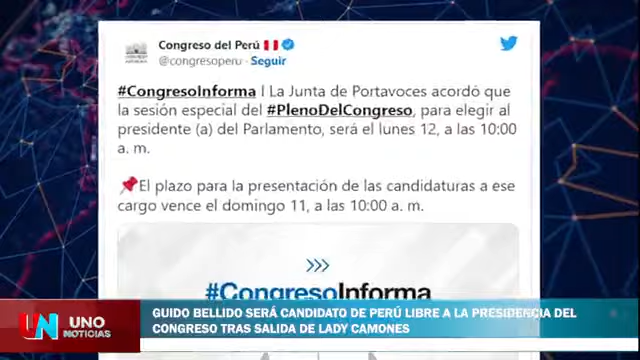 Congreso del Perú
@congresoperu · Seguir
#CongresoInforma | La Junta de Portavoces acordó que
la sesión especial del #PlenoDelCongreso, para elegir al
presidente (a) del Parlamento, será el lunes 12, a las 10:00
a. m.
📌El plazo para la presentación de las candidaturas a ese
cargo vence el domingo 11, a las 10:00 a. m.
#CongresoInforma
UN UNO
NOTICIAS
GUIDO BELLIDO SERÁ CANDIDATO DE PERÚ LIBRE A LA PRESIDENCIA DEL
CONGRESO TRAS SALIDA DE LADY CAMONES